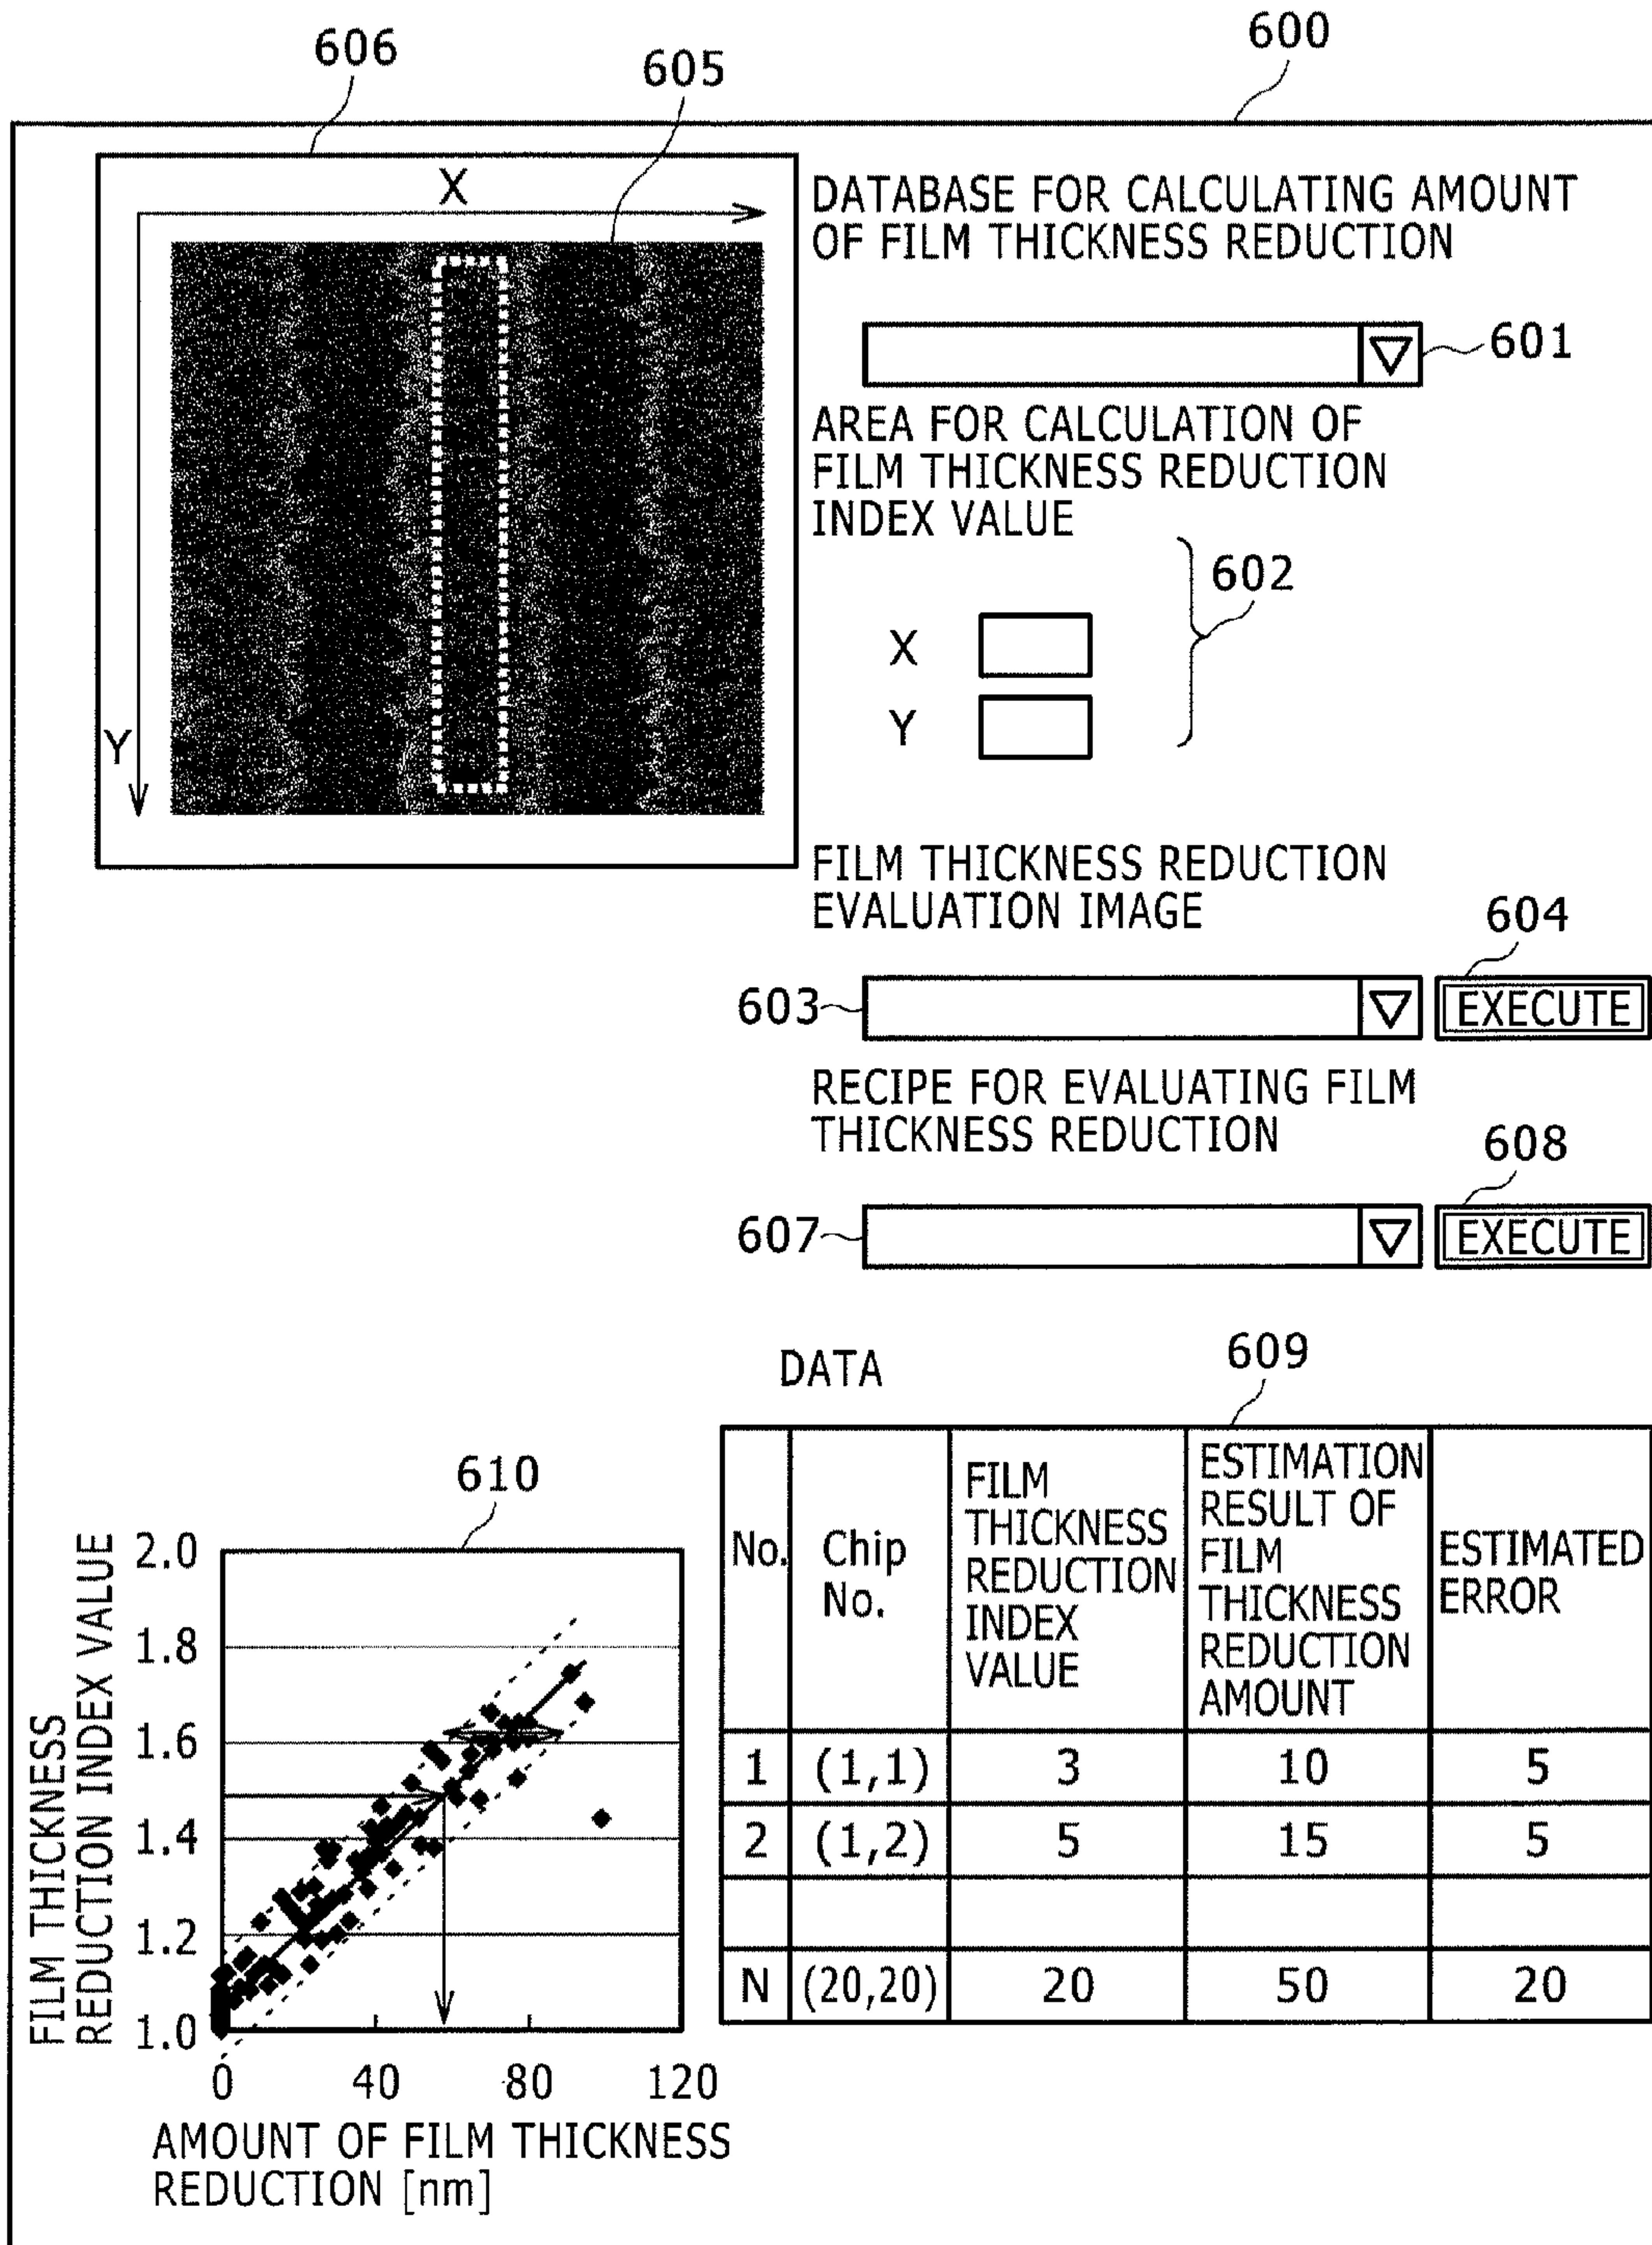 606
605
600
X
Y
DATABASE FOR CALCULATING AMOUNT
OF FILM THICKNESS REDUCTION
601
AREA FOR CALCULATION OF
FILM THICKNESS REDUCTION
INDEX VALUE
602
X
Y
FILM THICKNESS REDUCTION
EVALUATION IMAGE
604
603
EXECUTE
RECIPE FOR EVALUATING FILM
THICKNESS REDUCTION
608
607
EXECUTE
DATA
609
No.
Chip
No.
FILM
THICKNESS
REDUCTION
INDEX
VALUE
ESTIMATION
RESULT OF
FILM
THICKNESS
REDUCTION
AMOUNT
ESTIMATED
ERROR
1 (1,1) 3 10 5
2 (1,2) 5 15 5
N (20,20) 20 50 20
610
FILM THICKNESS
REDUCTION INDEX VALUE
2.0
1.8
1.6
1.4
1.2
1.0
0 40 80 120
AMOUNT OF FILM THICKNESS
REDUCTION [nm]